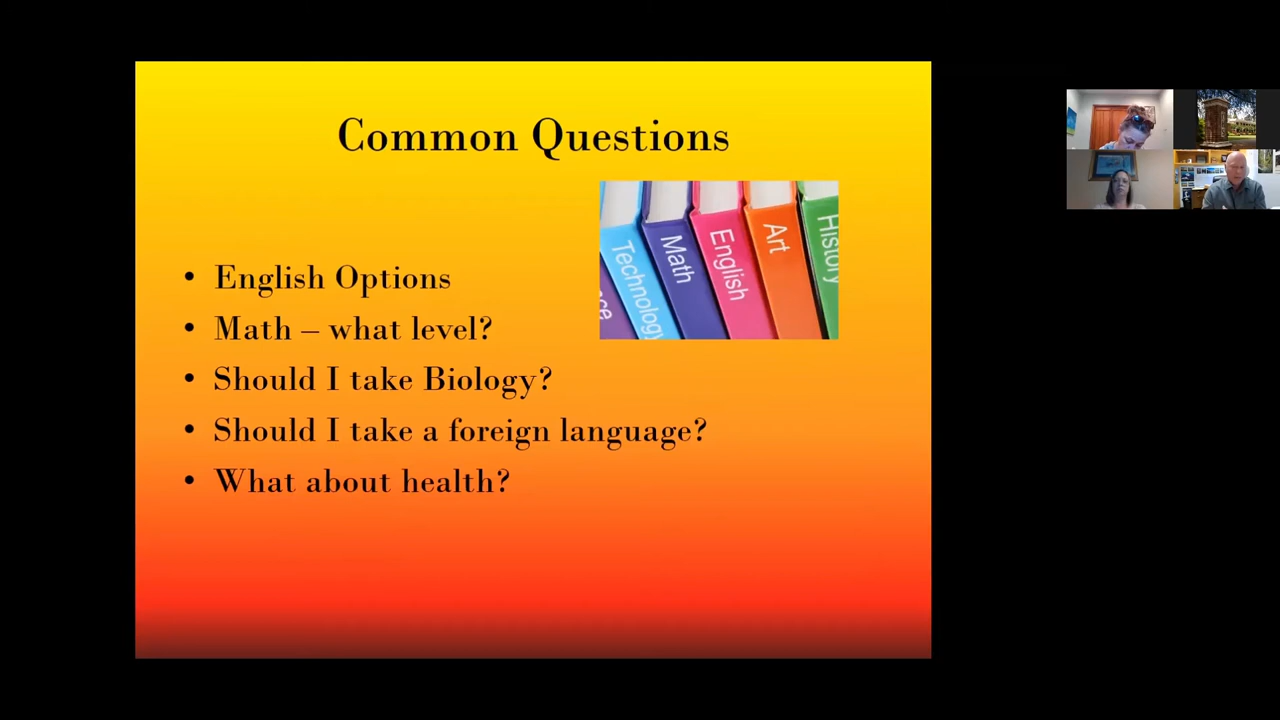 Common Questions
Technology
Math
English
Art
History
• English Options
• Math – what level?
• Should I take Biology?
• Should I take a foreign language?
• What about health?